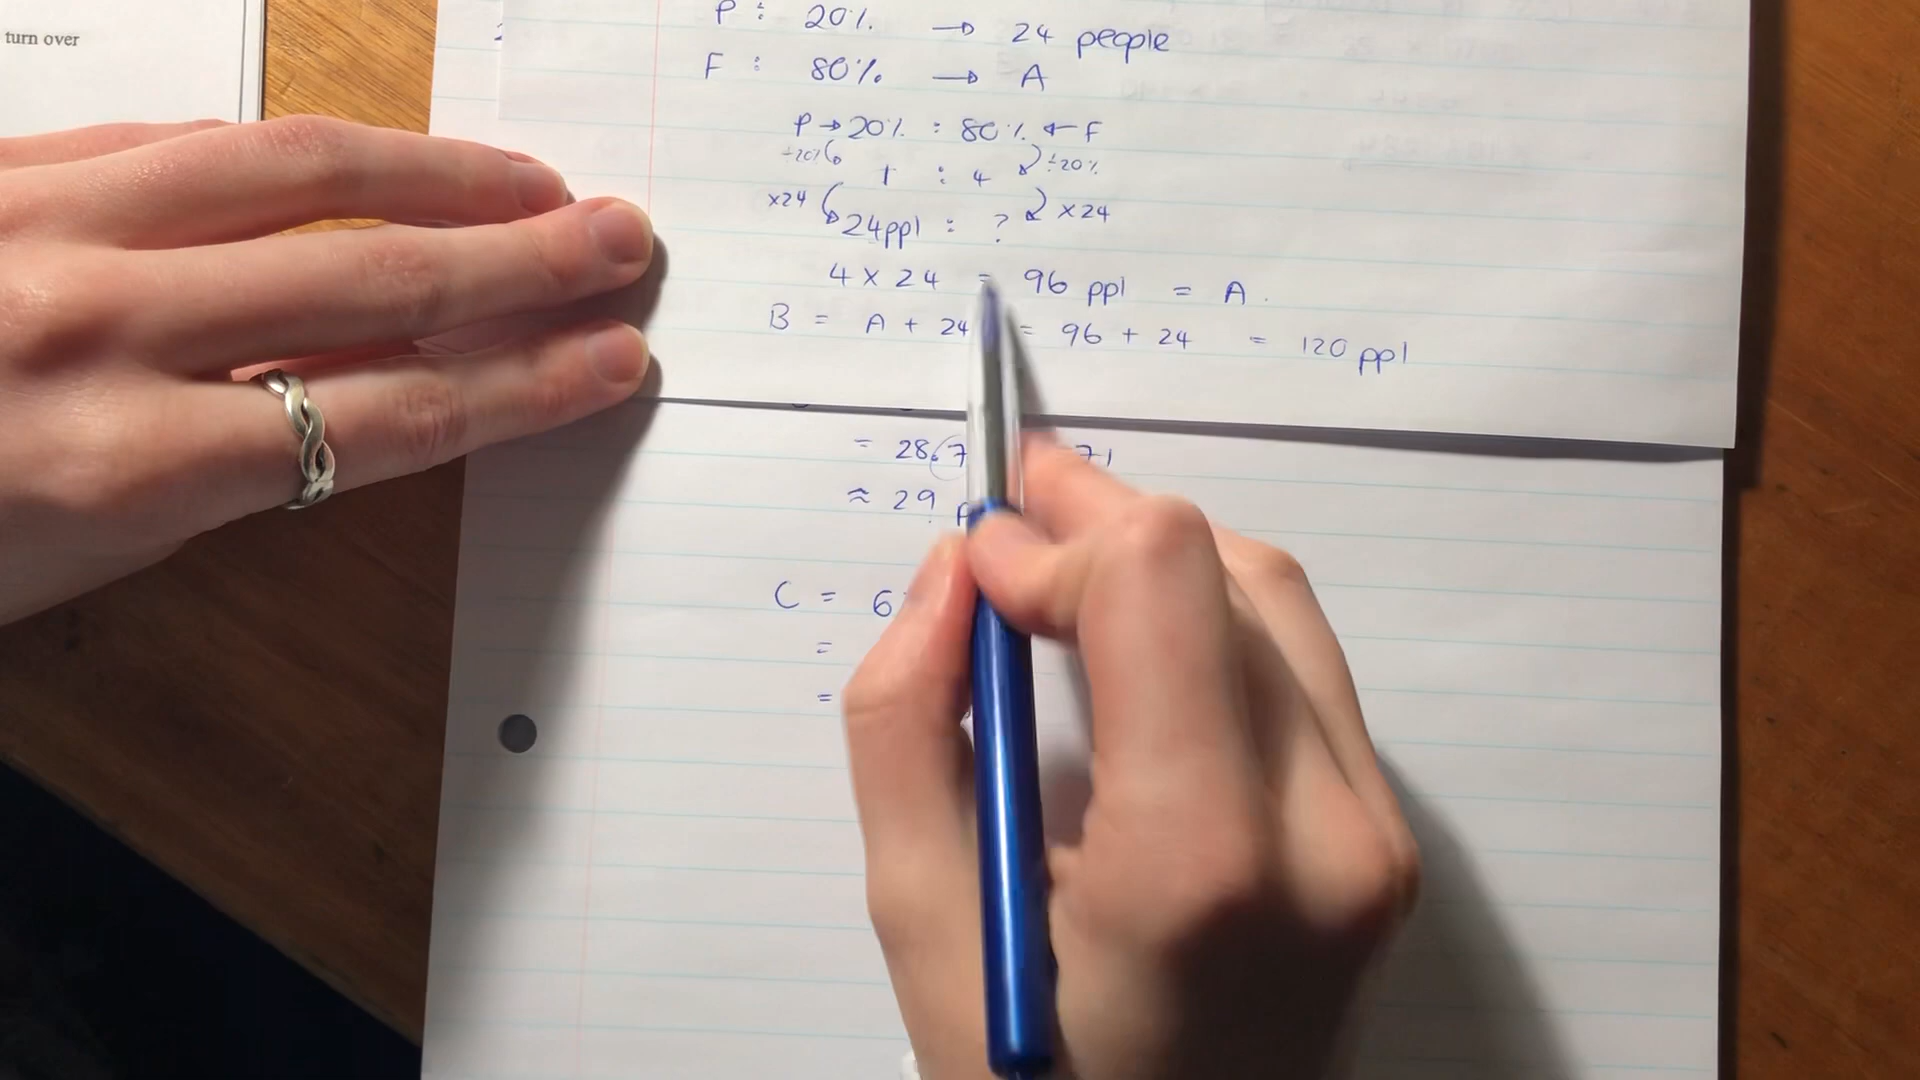 turn over
P : 20% → 24 people
F : 80% → A
P → 20% : 80% ← F
÷20% 1 : 4 ÷20%
x24 24ppl : ? x24
4 x 24 = 96 ppl = A.
B = A + 24 = 96 + 24 = 120 ppl
= 28.7 71
≈ 29
C = 6
=
=